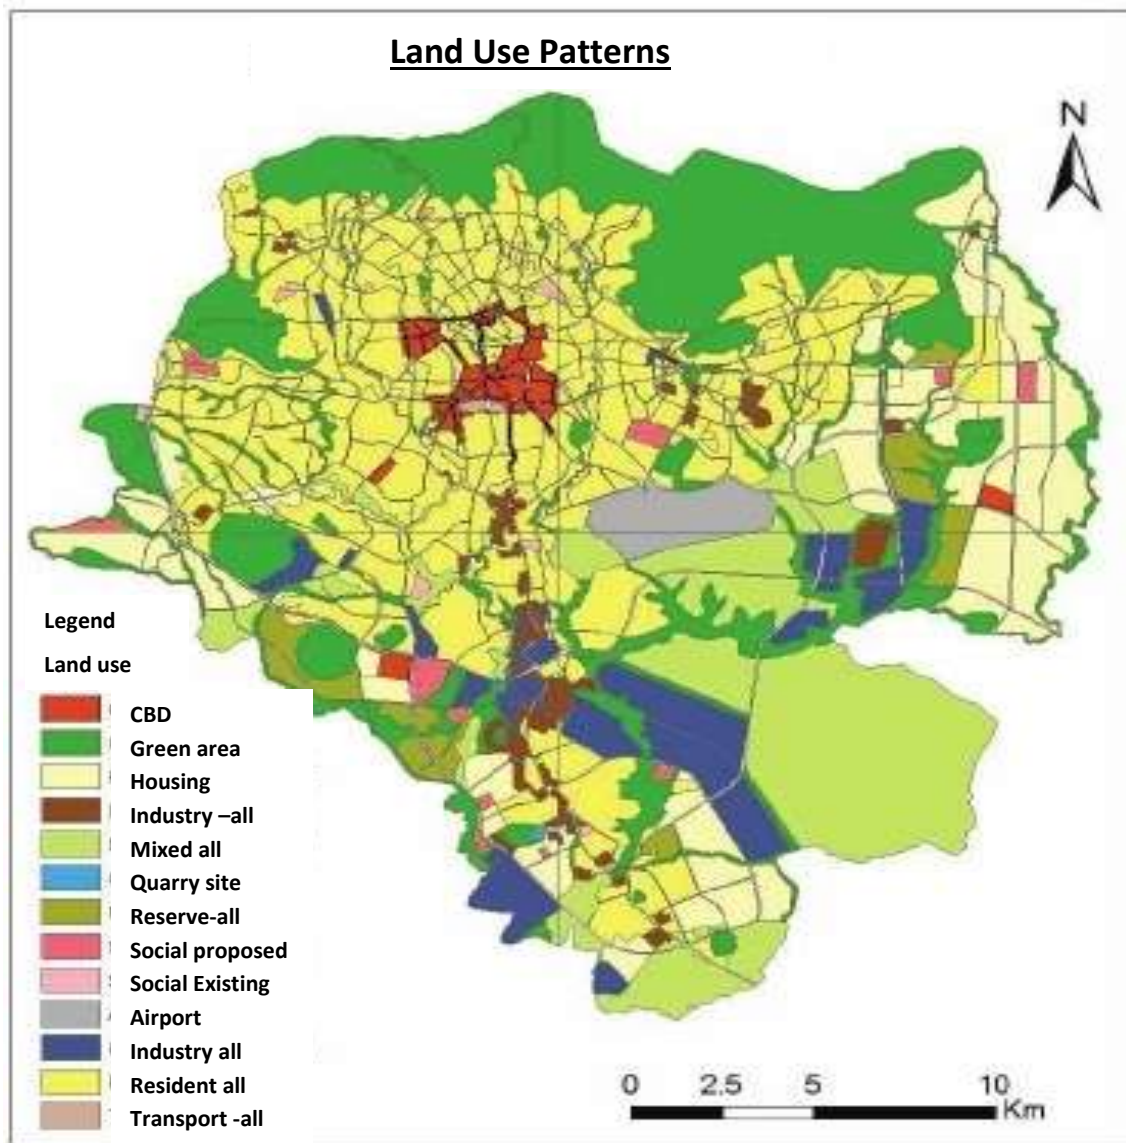 Land Use Patterns
N
Legend
Land use
CBD
Green area
Housing
Industry –all
Mixed all
Quarry site
Reserve-all
Social proposed
Social Existing
Airport
Industry all
Resident all
Transport -all
0 2.5 5 10
Km